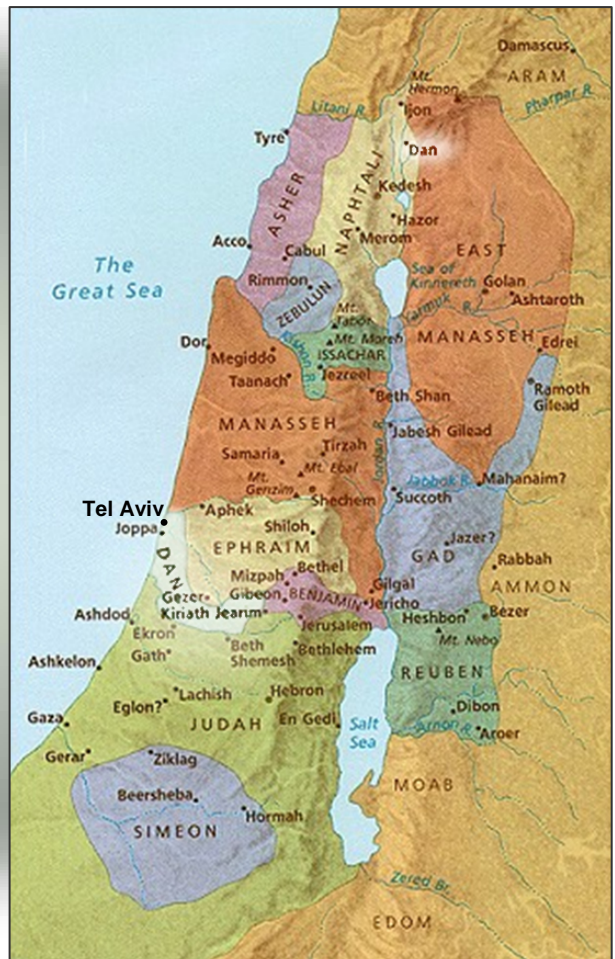 Damascus
Mt.
Hermon
ARAM
Ijon
Litani R.
Pharpar R.
Tyre
Dan
ASHER
NAPHTALI
Kedesh
Hazor
Merom
Acco
Cabul
EAST
The
Great Sea
Sea of
Kinnereth
Rimmon
Golan
Ashtaroth
ZEBULUN
Yarmuk R.
Mt.
Tabor
MANASSEH
Dor
Kishon R.
Mt. Moreh
Edrei
Megiddo
ISSACHAR
Jezreel
Taanach
Beth Shan
Ramoth
Gilead
MANASSEH
Jordan R.
Jabesh Gilead
Tirzah
Samaria
Mt. Ebal
Mt.
Gerizim
Jabbok R.
Mahanaim?
Shechem
Succoth
Tel Aviv
Aphek
Joppa
Shiloh
DAN
EPHRAIM
GAD
Jazer?
Bethel
Rabbah
Mizpah
Gibeon
BENJAMIN
Gilgal
AMMON
Gezer
Jericho
Kiriath Jearum
Heshbon
Bezer
Ashdod
Jerusalem
Mt. Nebo
Ekron
Beth
Shemesh
Bethlehem
Gath
Ashkelon
REUBEN
Lachish
Hebron
Eglon?
Dibon
Gaza
JUDAH
En Gedi
Salt
Sea
Arnon R.
Aroer
Gerar
Ziklag
MOAB
Beersheba
Hormah
SIMEON
Zered Br.
EDOM